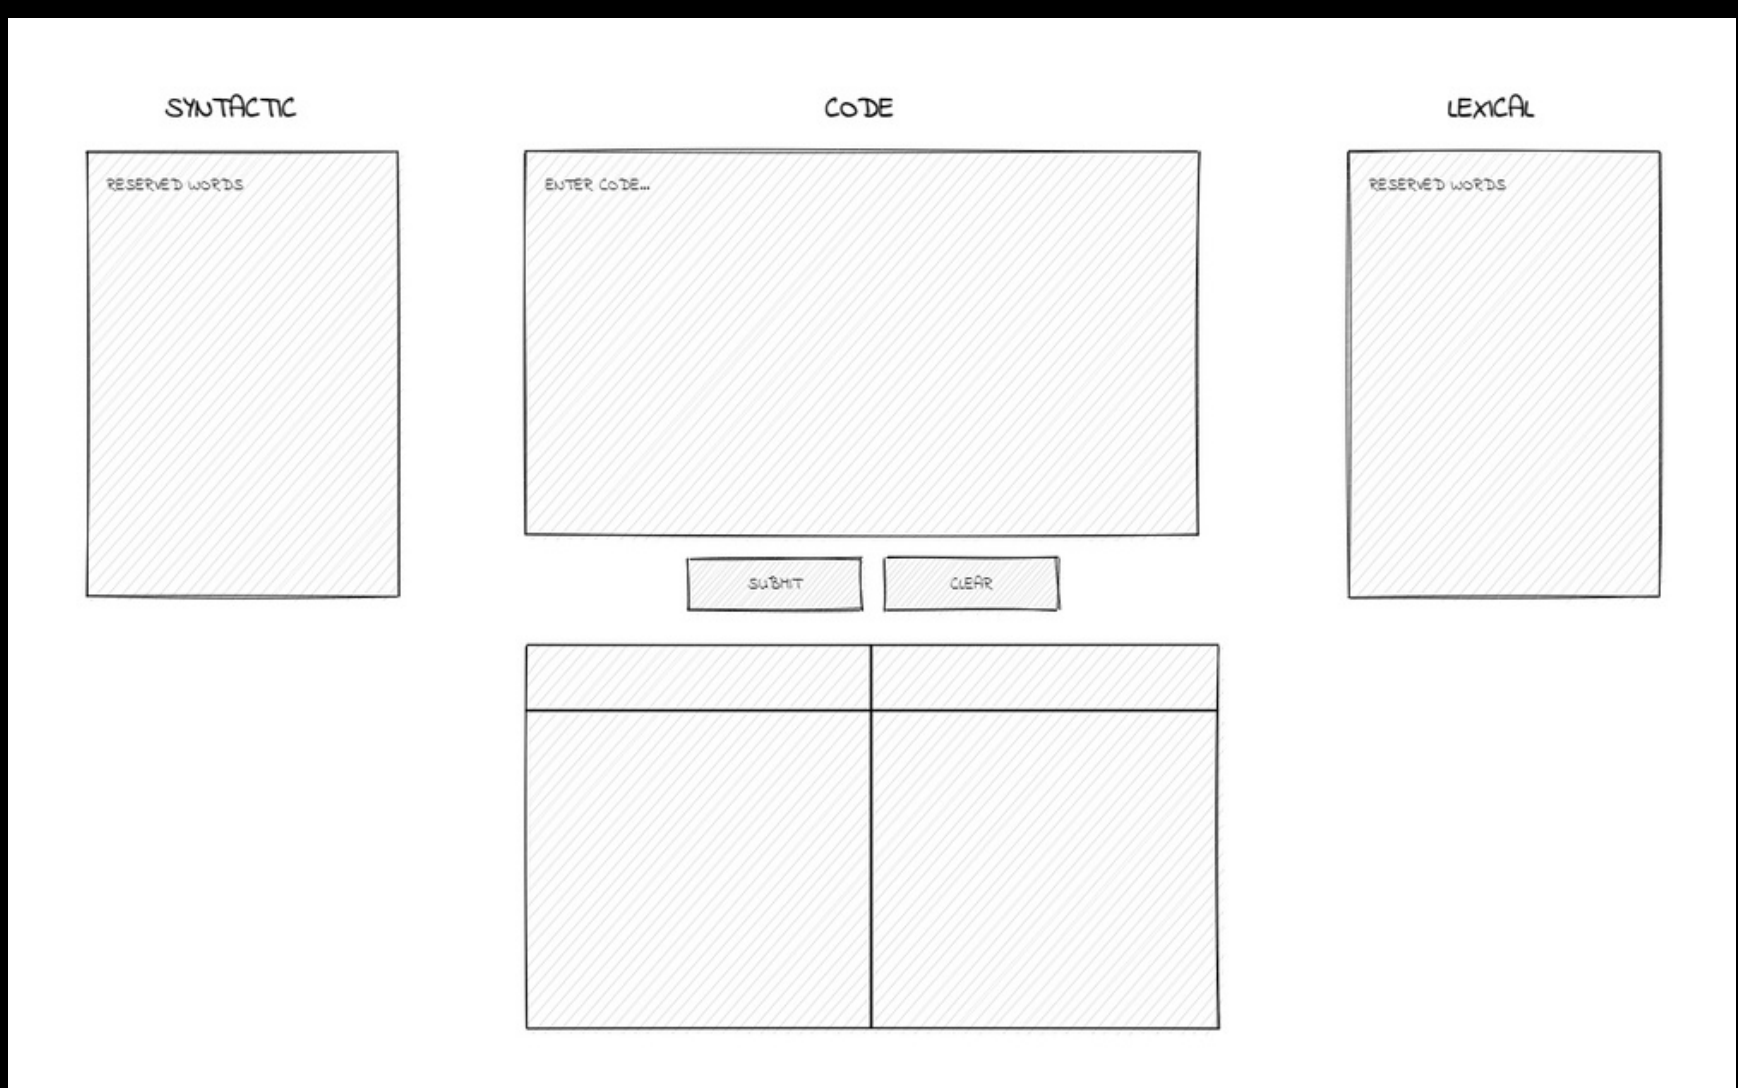 SYNTACTIC
CODE
LEXICAL
RESERVED WORDS
ENTER CODE...
RESERVED WORDS
SUBMIT
CLEAR